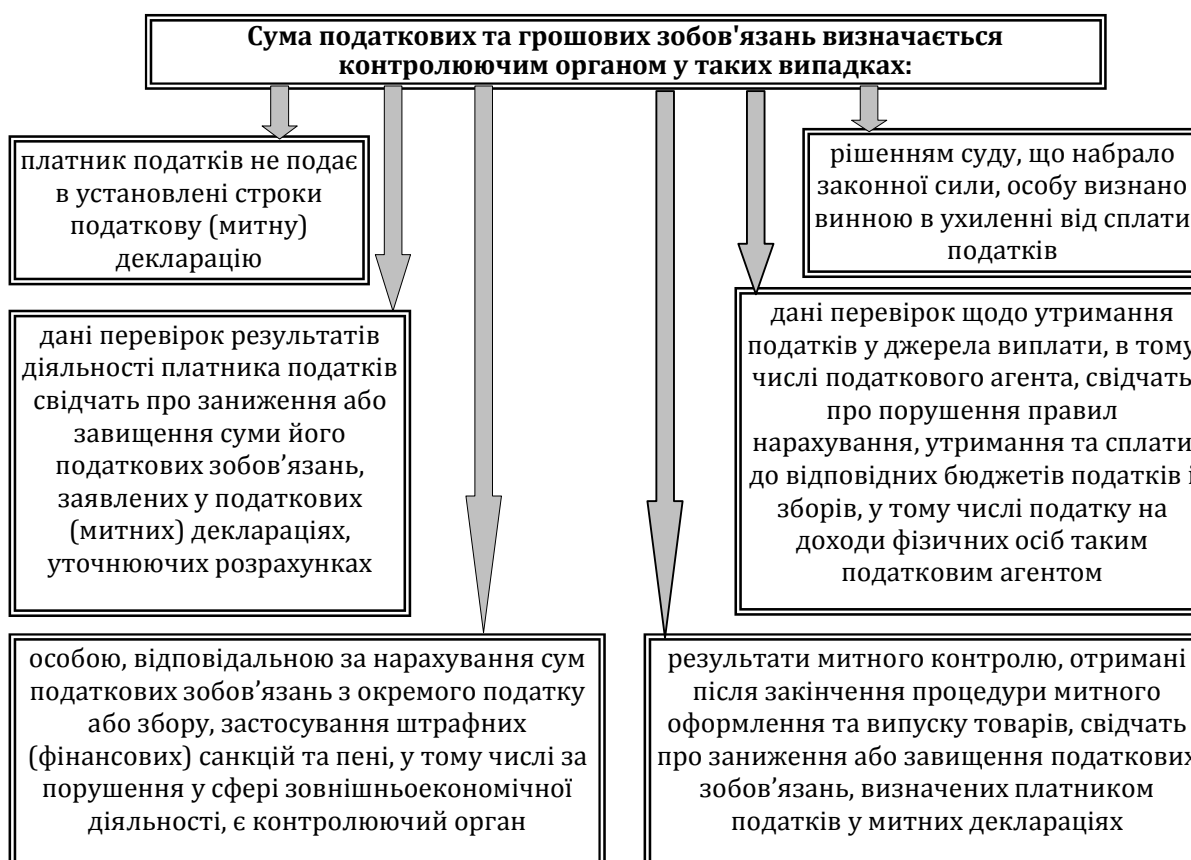 Сума податкових та грошових зобов'язань визначається
контролюючим органом у таких випадках:
платник податків не подає
в установлені строки
податкову (митну)
декларацію
рішенням суду, що набрало
законної сили, особу визнано
винною в ухиленні від сплати
податків
дані перевірок результатів
діяльності платника податків
свідчать про заниження або
завищення суми його
податкових зобов’язань,
заявлених у податкових
(митних) деклараціях,
уточнюючих розрахунках
дані перевірок щодо утримання
податків у джерела виплати, в тому
числі податкового агента, свідчать
про порушення правил
нарахування, утримання та сплати
до відповідних бюджетів податків і
зборів, у тому числі податку на
доходи фізичних осіб таким
податковим агентом
особою, відповідальною за нарахування сум
податкових зобов’язань з окремого податку
або збору, застосування штрафних
(фінансових) санкцій та пені, у тому числі за
порушення у сфері зовнішньоекономічної
діяльності, є контролюючий орган
результати митного контролю, отримані
після закінчення процедури митного
оформлення та випуску товарів, свідчать
про заниження або завищення податкових
зобов’язань, визначених платником
податків у митних деклараціях